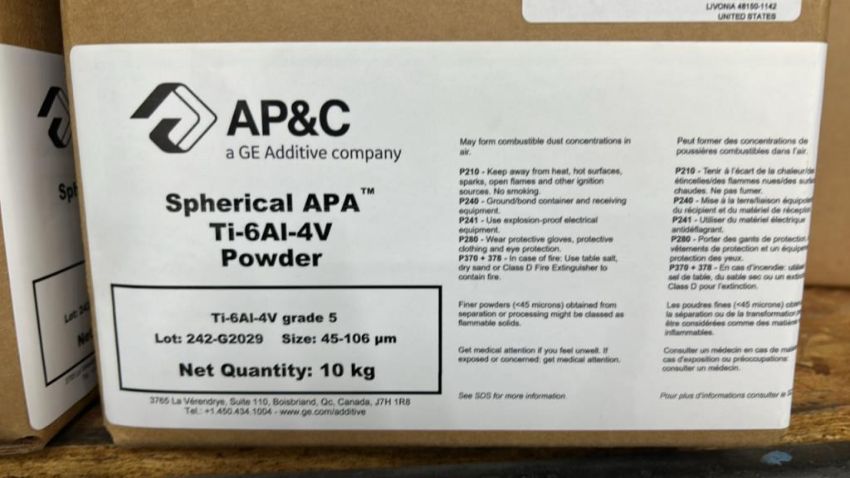 LIVONIA 48150-1142
UNITED STATES
AP&C
a GE Additive company
Spherical APA™
Ti-6Al-4V
Powder
Ti-6Al-4V grade 5
Lot: 242-G2029 Size: 45-106 µm
Net Quantity: 10 kg
3765 La Vérendrye, Suite 110, Boisbriand, Qc, Canada, J7H 1R8
Tel.: +1.450.434.1004 - www.ge.com/additive
May form combustible dust concentrations in
air.
P210 - Keep away from heat, hot surfaces,
sparks, open flames and other ignition
sources. No smoking.
P240 - Ground/bond container and receiving
equipment.
P241 - Use explosion-proof electrical
equipment.
P280 - Wear protective gloves, protective
clothing and eye protection.
P370 + 378 - In case of fire: Use table salt,
dry sand or Class D Fire Extinguisher to
contain fire.
Finer powders (<45 microns) obtained from
separation or processing might be classed as
flammable solids.
Get medical attention if you feel unwell. If
exposed or concerned: get medical attention.
See SDS for more information
Peut former des concentrations de
poussières combustibles dans l'air.
P210 - Tenir à l'écart de la chaleur/de
étincelles/des flammes nues/des
chaudes. Ne pas fumer.
P240 - Mise à la terre/liaison
du récipient et du matériel de
P241 - Utiliser du matériel électrique
antidéflagrant.
P280 - Porter des gants de
vêtements de protection et un
protection des yeux.
P370 + 378 - En cas d'incendie:
sel de table, du sable sec ou un
Class D pour l'extinction.
Les poudres fines (<45 microns)
la séparation ou de la transformation
être considérées comme des
inflammables.
Consulter un médecin en cas de
cas d'exposition ou préoccupations:
consulter un médecin.
Pour plus d'informations consulter le